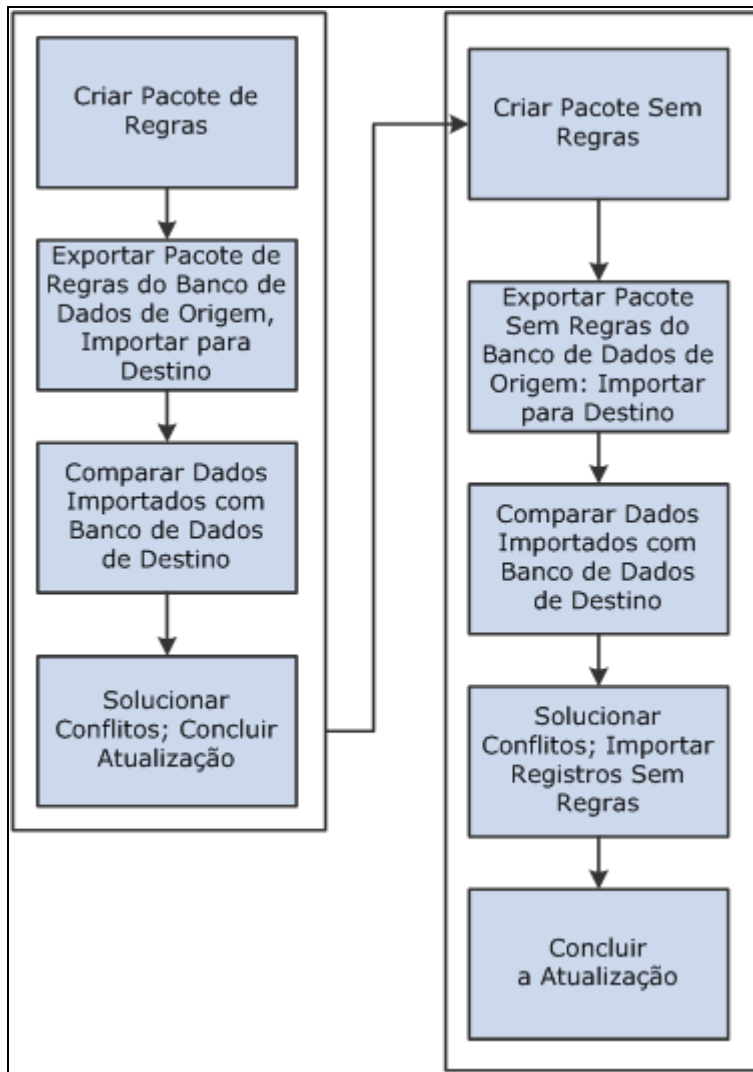 Criar Pacote de
Regras
Exportar Pacote de
Regras do Banco de
Dados de Origem,
Importar para
Destino
Comparar Dados
Importados com
Banco de Dados
de Destino
Solucionar
Conflitos; Concluir
Atualização
Criar Pacote Sem
Regras
Exportar Pacote
Sem Regras do
Banco de Dados de
Origem: Importar
para Destino
Comparar Dados
Importados com
Banco de Dados
de Destino
Solucionar
Conflitos; Importar
Registros Sem
Regras
Concluir
a Atualização